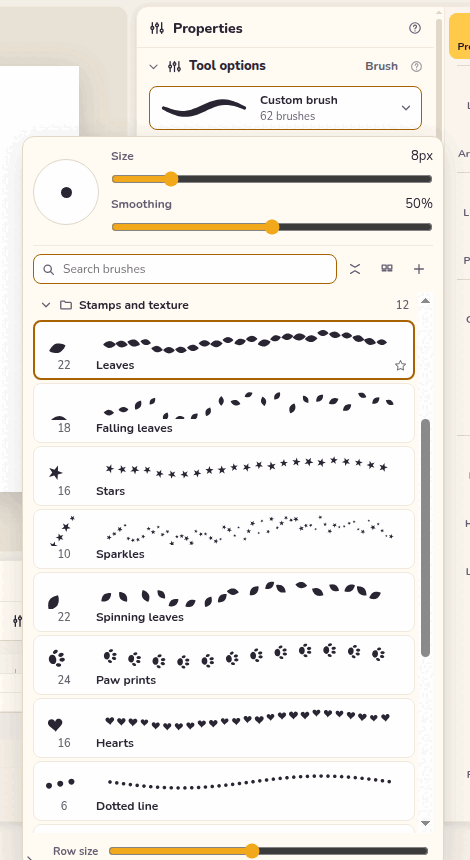 Properties
Tool options
Brush
Custom brush
62 brushes
Size
8px
Smoothing
50%
Search brushes
Stamps and texture
12
22
Leaves
18
Falling leaves
16
Stars
10
Sparkles
22
Spinning leaves
24
Paw prints
16
Hearts
6
Dotted line
Row size